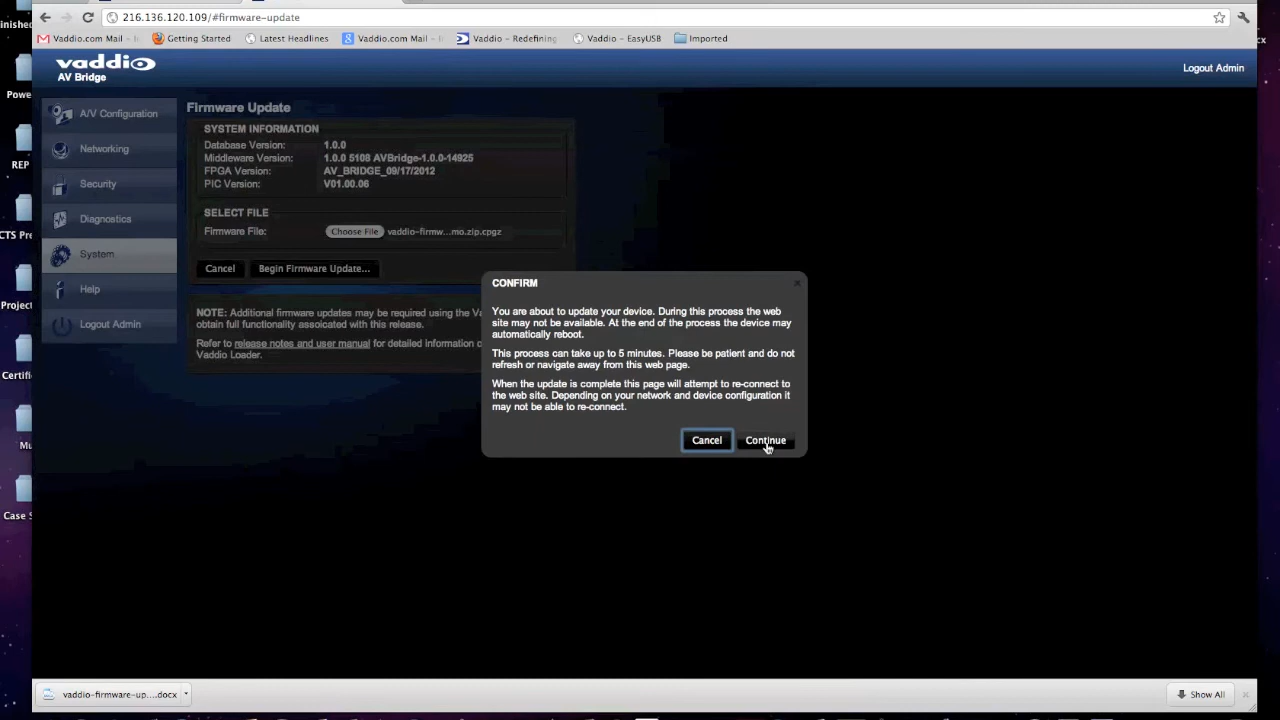 216.136.120.109/#firmware-update
Vaddio.com Mail – I
Getting Started
Latest Headlines
Vaddio.com Mail –
Vaddio – Redefining
Vaddio – EasyUSB
Imported
vaddio
AV Bridge
Logout Admin
A/V Configuration
Networking
Security
Diagnostics
System
Help
Logout Admin
Firmware Update
SYSTEM INFORMATION
Database Version: 1.0.0
Middleware Version: 1.0.0 5108 AVBridge-1.0.0-14925
FPGA Version: AV_BRIDGE_09/17/2012
PIC Version: V01.00.06
SELECT FILE
Firmware File: Choose File vaddio-firmw...mo.zip.cpgz
Cancel Begin Firmware Update...
NOTE: Additional firmware updates may be required using the Va
obtain full functionality assoicated with this release.
Refer to release notes and user manual for detailed information c
Vaddio Loader.
CONFIRM
You are about to update your device. During this process the web
site may not be available. At the end of the process the device may
automatically reboot.
This process can take up to 5 minutes. Please be patient and do not
refresh or navigate away from this web page.
When the update is complete this page will attempt to re-connect to
the web site. Depending on your network and device configuration it
may not be able to re-connect.
Cancel Continue
inished
Powe
REP
CTS Pre
Project
Certifi
Mu
Case S
cx
vaddio-firmware-up....docx
Show All